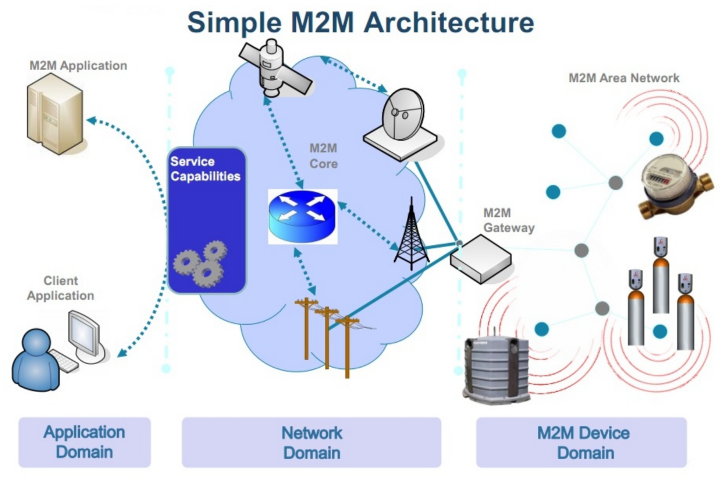 Simple M2M Architecture
M2M Application
M2M Area Network
M2M
Core
Service
Capabilities
M2M
Gateway
Client
Application
Application
Domain
Network
Domain
M2M Device
Domain